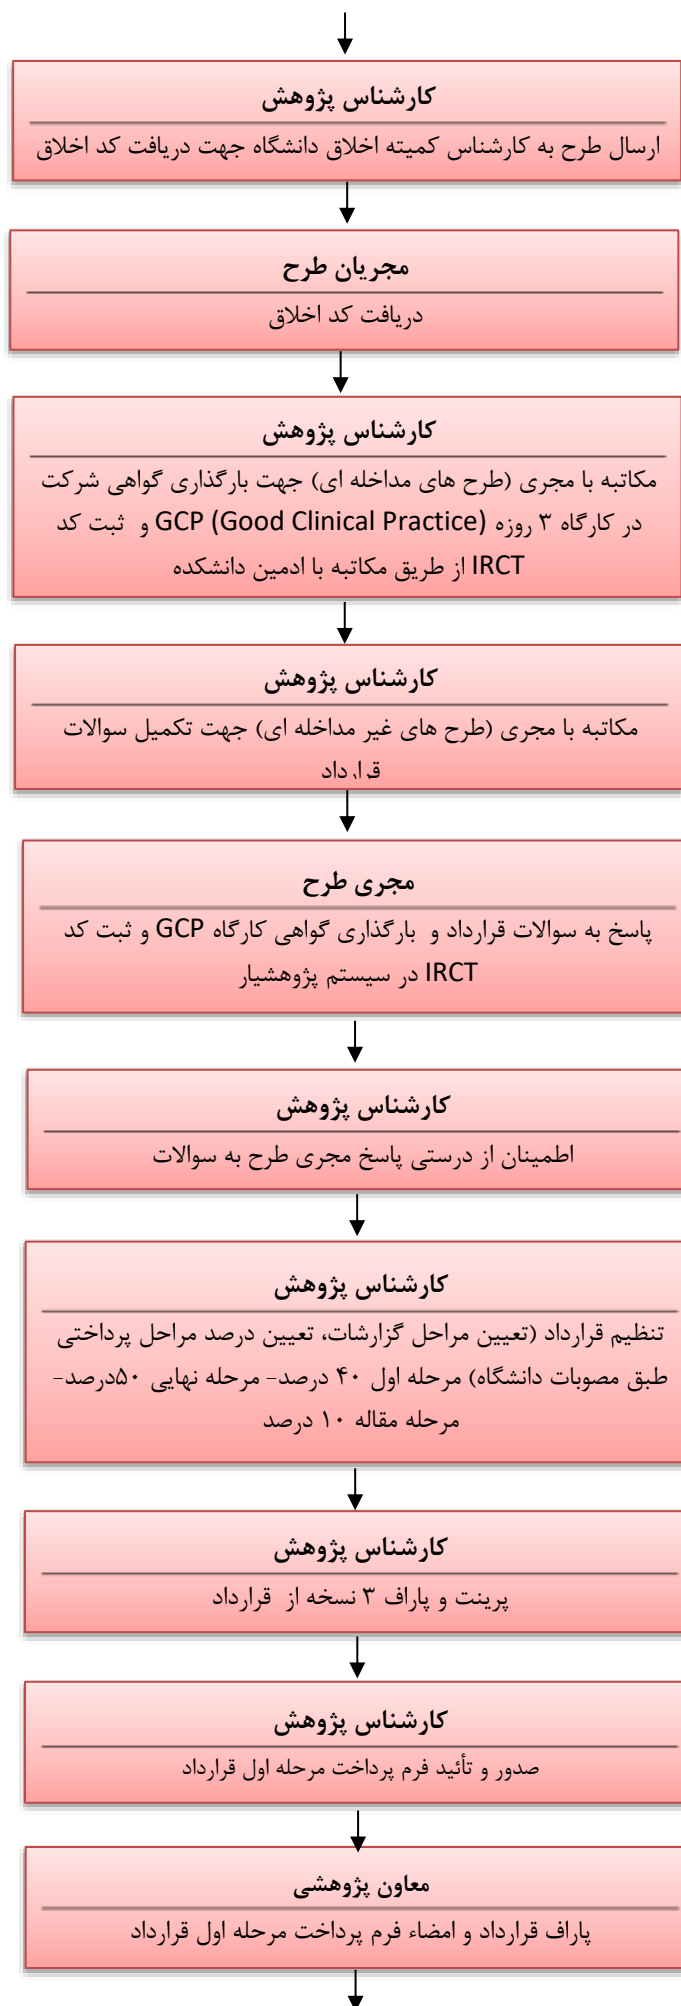 کارشناس پژوهش
ارسال طرح به کارشناس کمیته اخلاق دانشگاه جهت دریافت کد اخلاق
مجریان طرح
دریافت کد اخلاق
کارشناس پژوهش
مکاتبه با مجری (طرح های مداخله ای) جهت بارگذاری گواهی شرکت
در کارگاه ۳ روزه GCP (Good Clinical Practice) و ثبت کد
IRCT از طریق مکاتبه با ادمین دانشکده
کارشناس پژوهش
مکاتبه با مجری (طرح های غیر مداخله ای) جهت تکمیل سوالات
قرارداد
مجری طرح
پاسخ به سوالات قرارداد و بارگذاری گواهی کارگاه GCP و ثبت کد
IRCT در سیستم پژوهشیار
کارشناس پژوهش
اطمینان از درستی پاسخ مجری طرح به سوالات
کارشناس پژوهش
تنظیم قرارداد (تعیین مراحل گزارشات، تعیین درصد مراحل پرداختی
طبق مصوبات دانشگاه) مرحله اول ۴۰ درصد- مرحله نهایی ۵۰درصد-
مرحله مقاله ۱۰ درصد
کارشناس پژوهش
پرینت و پاراف ۳ نسخه از قرارداد
کارشناس پژوهش
صدور و تأئید فرم پرداخت مرحله اول قرارداد
معاون پژوهشی
پاراف قرارداد و امضاء فرم پرداخت مرحله اول قرارداد